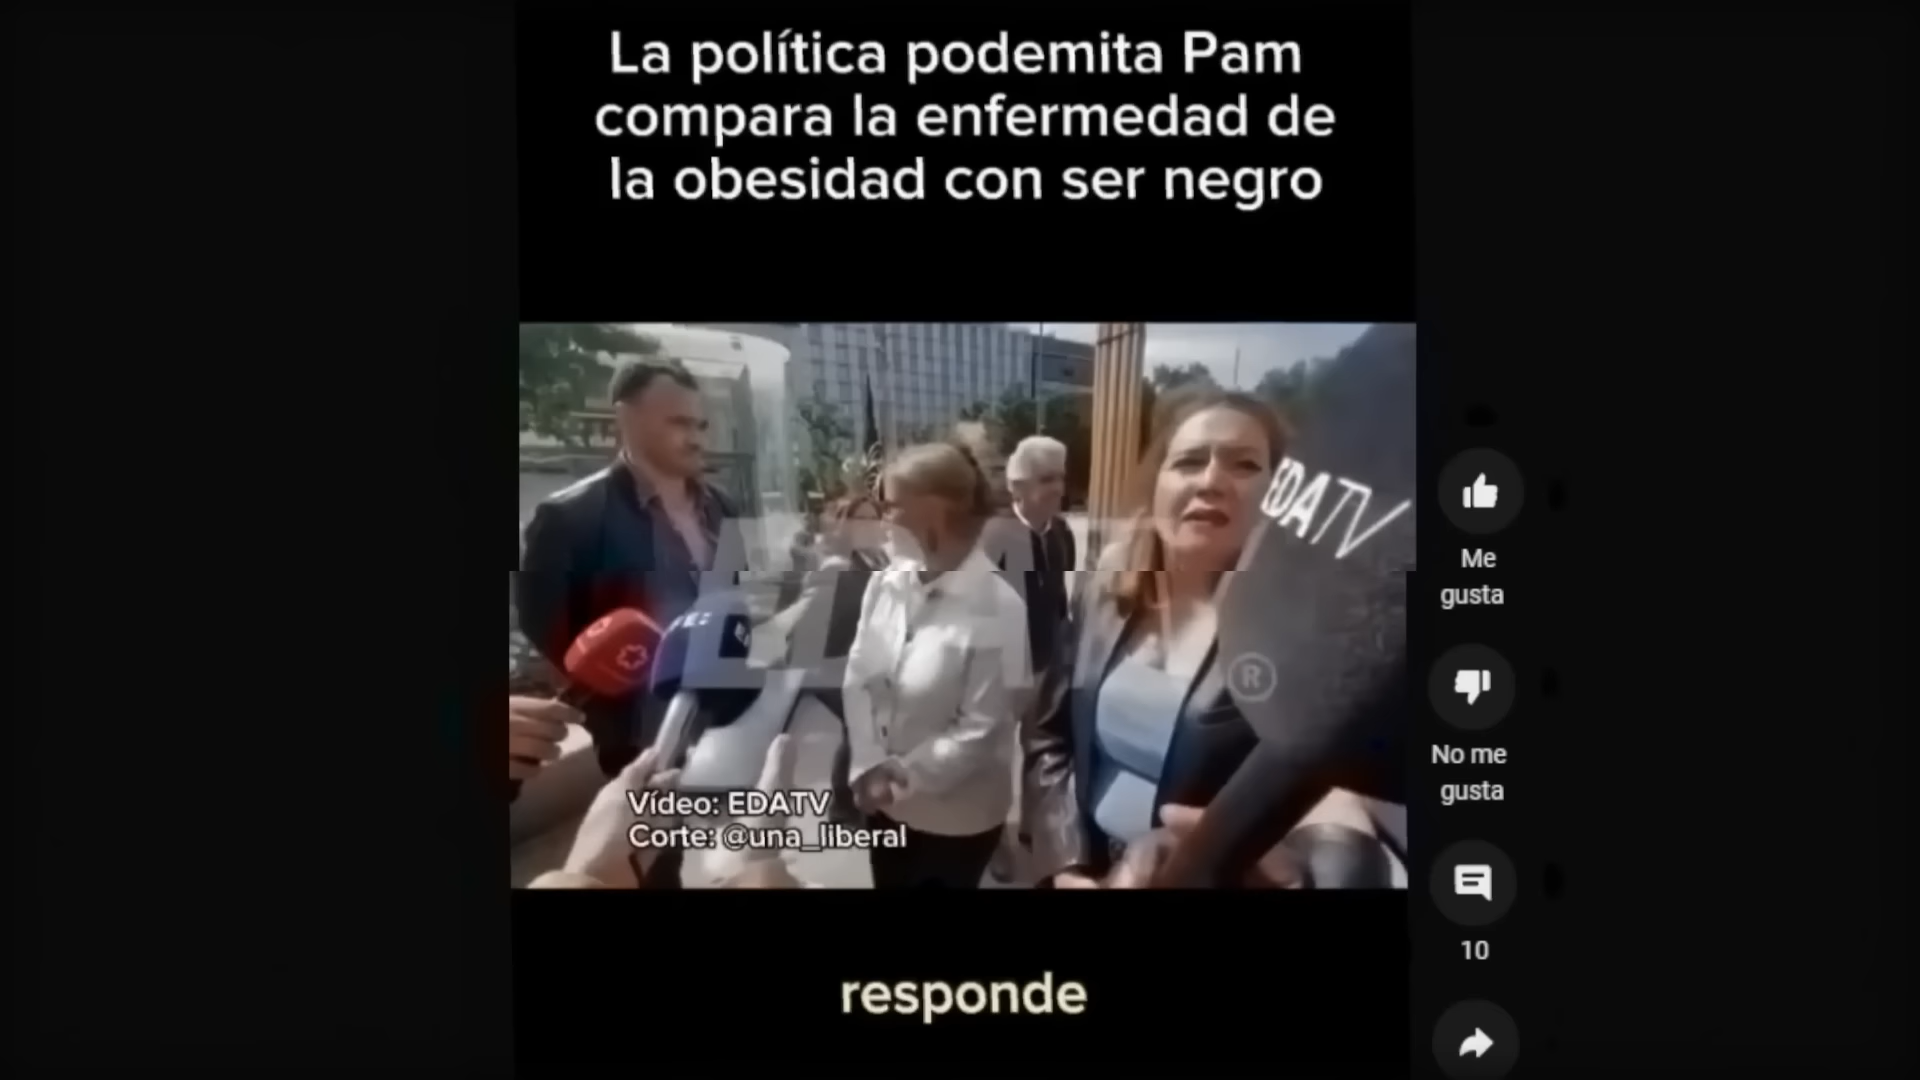 La política podemita Pam
compara la enfermedad de
la obesidad con ser negro
EDATV
®
Vídeo: EDATV
Corte: @una_liberal
responde
Me
gusta
No me
gusta
10